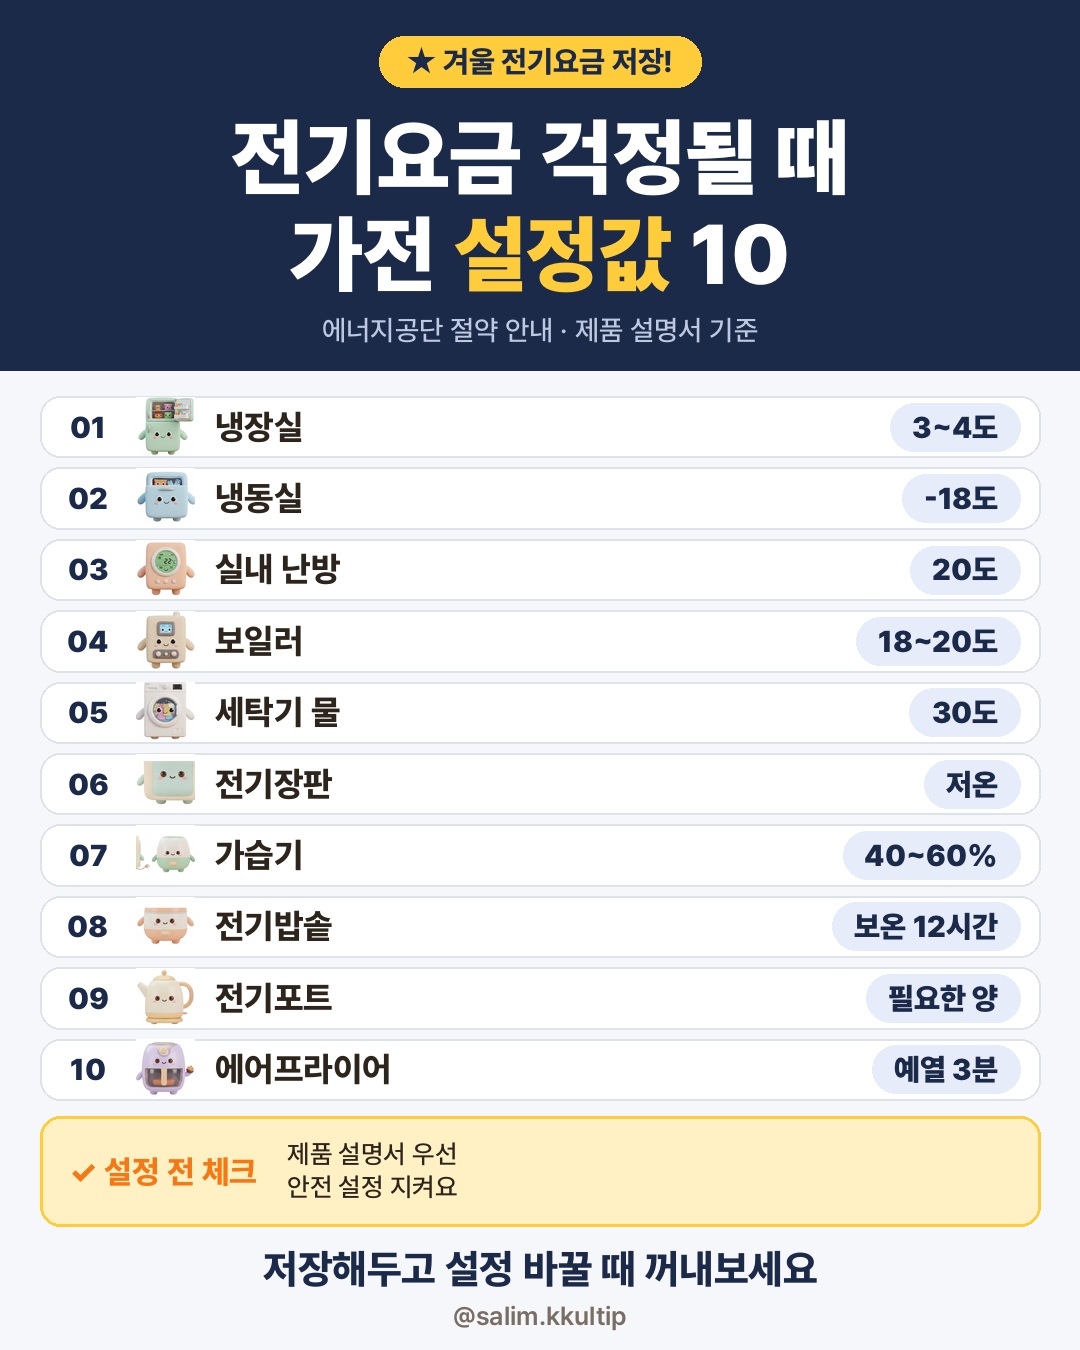 ★ 겨울 전기요금 저장!
전기요금 걱정될 때
가전 설정값 10
에너지공단 절약 안내 · 제품 설명서 기준
01 냉장실 3~4도
02 냉동실 -18도
03 실내 난방 20도
04 보일러 18~20도
05 세탁기 물 30도
06 전기장판 저온
07 가습기 40~60%
08 전기밥솥 보온 12시간
09 전기포트 필요한 양
10 에어프라이어 예열 3분
✓ 설정 전 체크
제품 설명서 우선
안전 설정 지켜요
저장해두고 설정 바꿀 때 꺼내보세요
@salim.kkultip